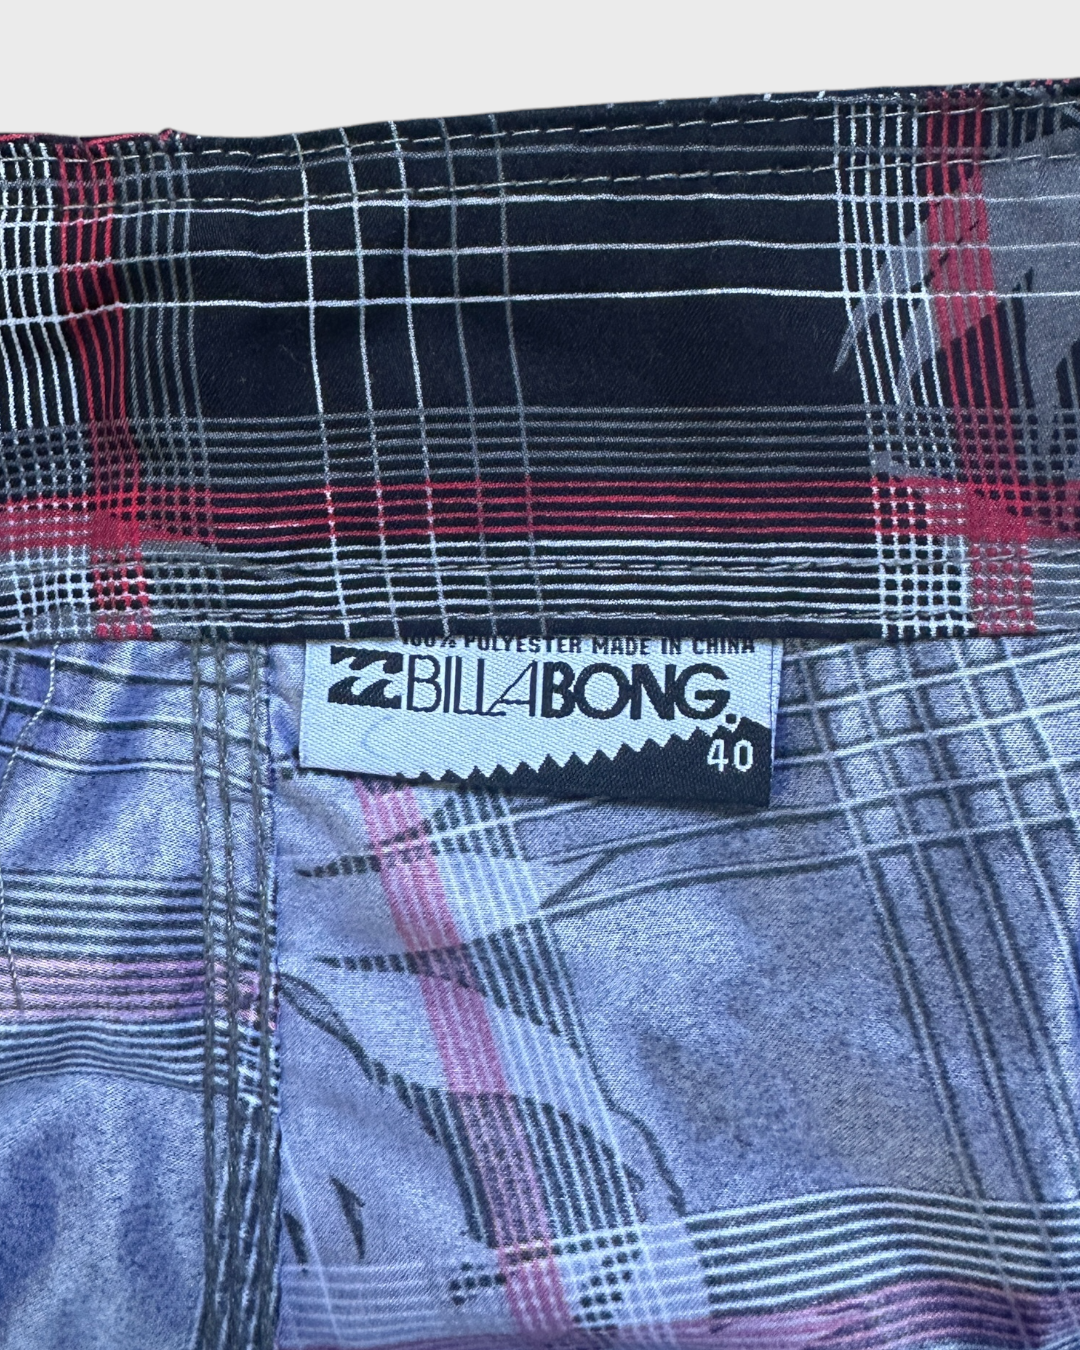 100% POLYESTER MADE IN CHINA
BILLABONG.
40